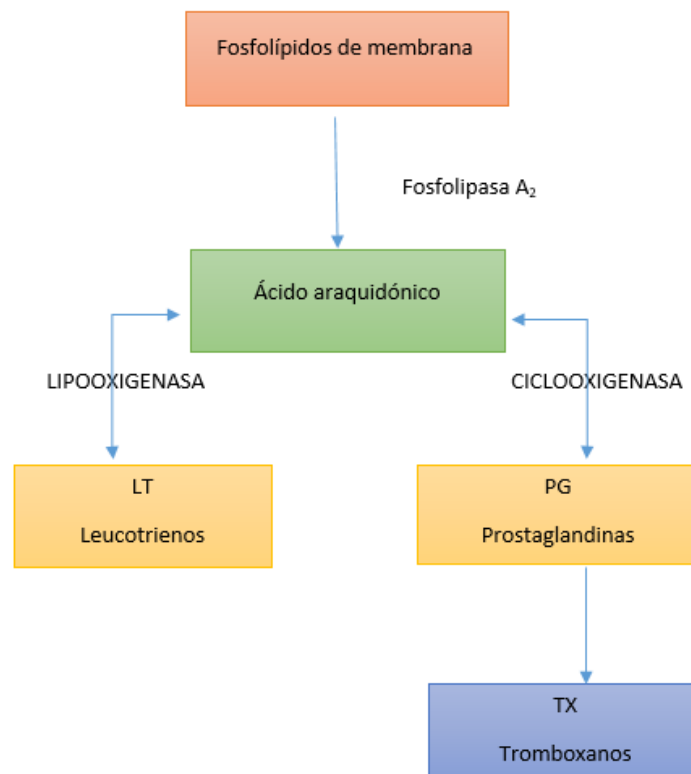 Fosfolípidos de membrana
Fosfolipasa A₂
Ácido araquidónico
LIPOOXIGENASA
CICLOOXIGENASA
LT
Leucotrienos
PG
Prostaglandinas
TX
Tromboxanos